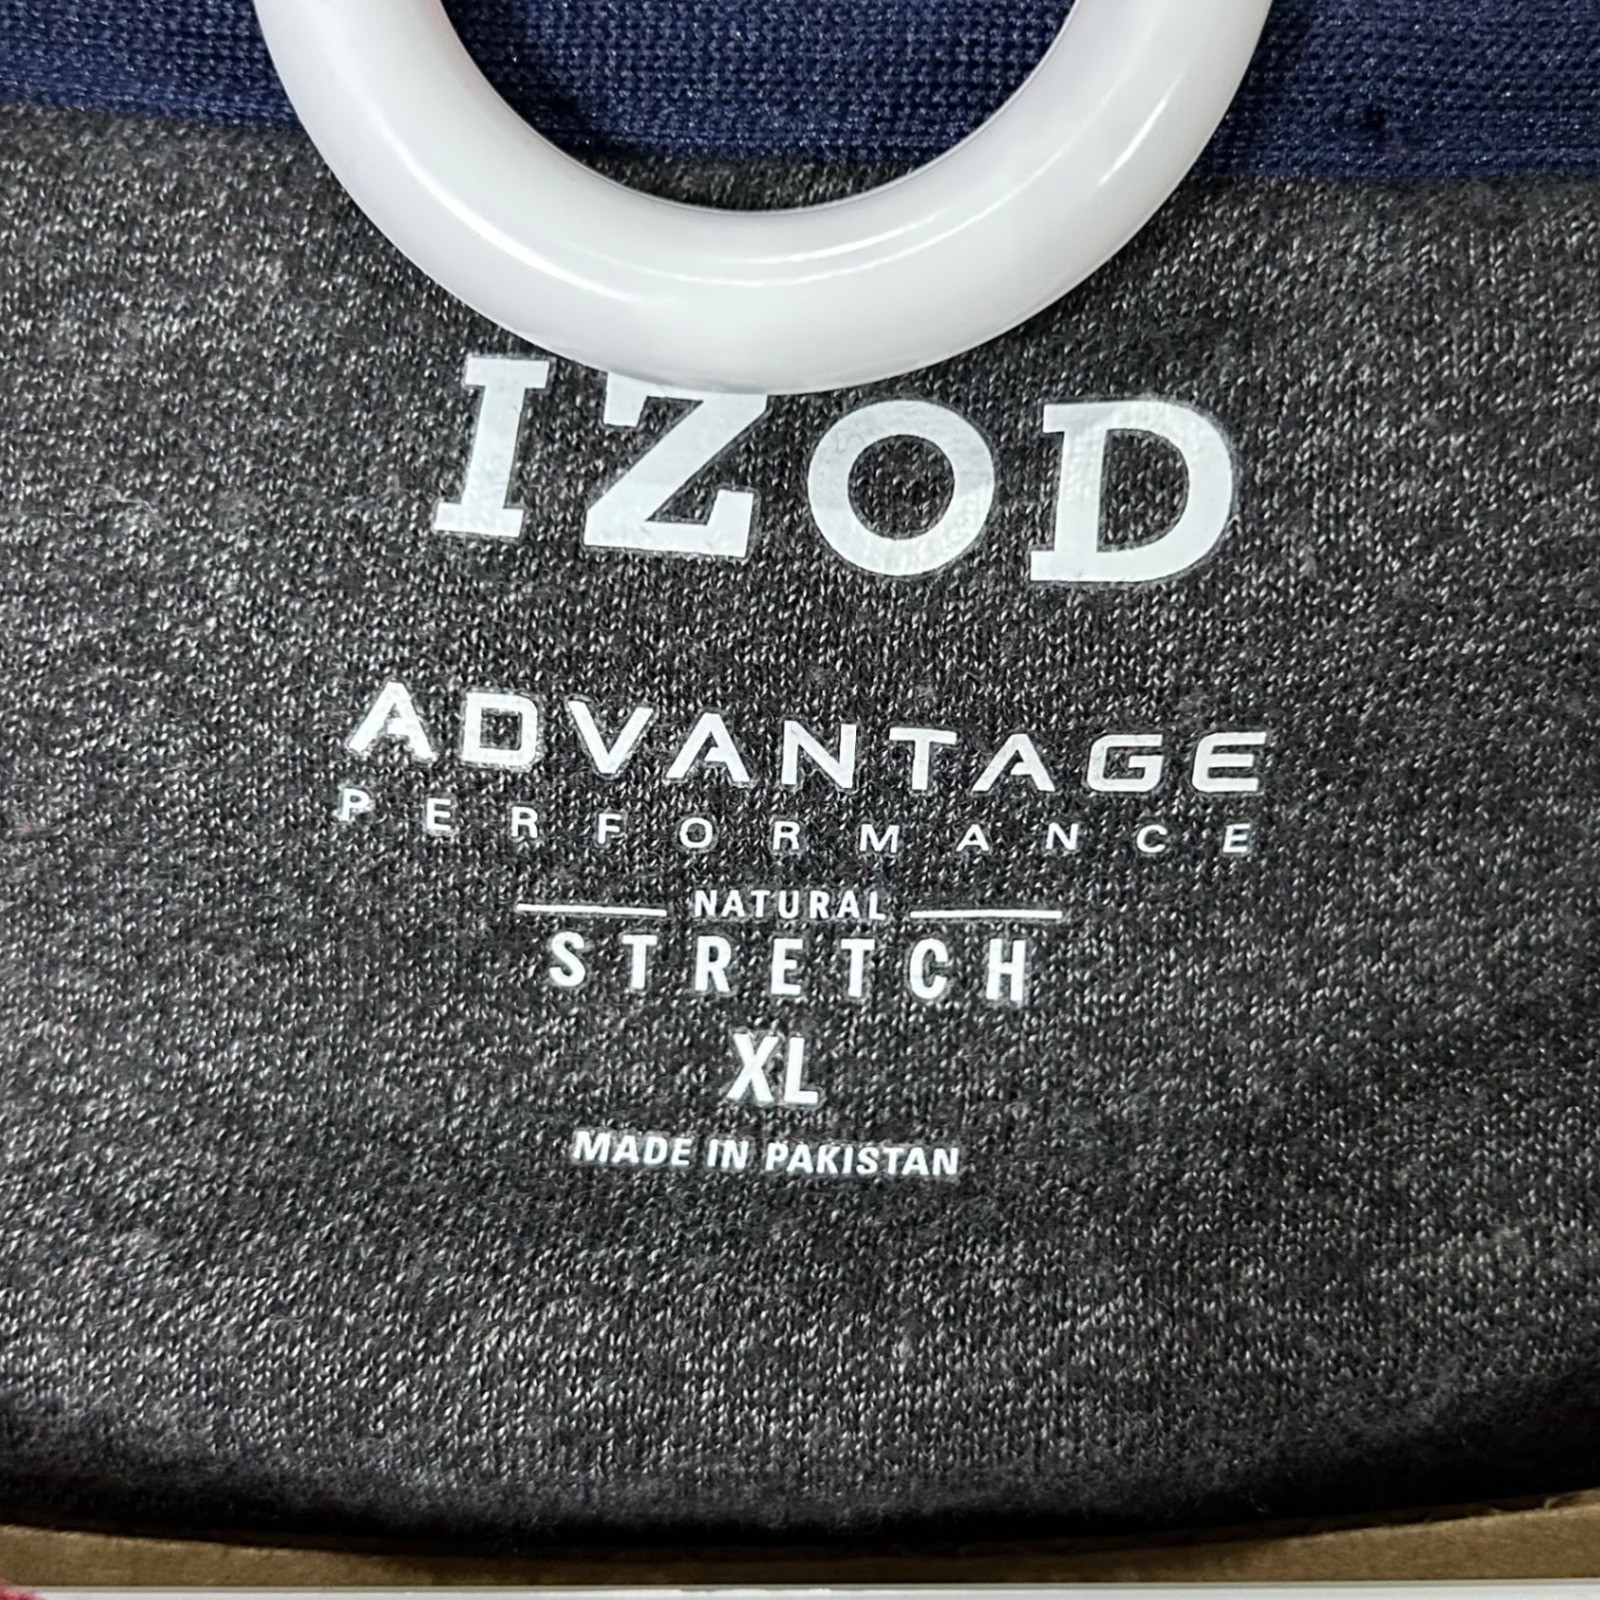 IZOD
ADVANTAGE
PERFORMANCE
NATURAL
STRETCH
XL
MADE IN PAKISTAN